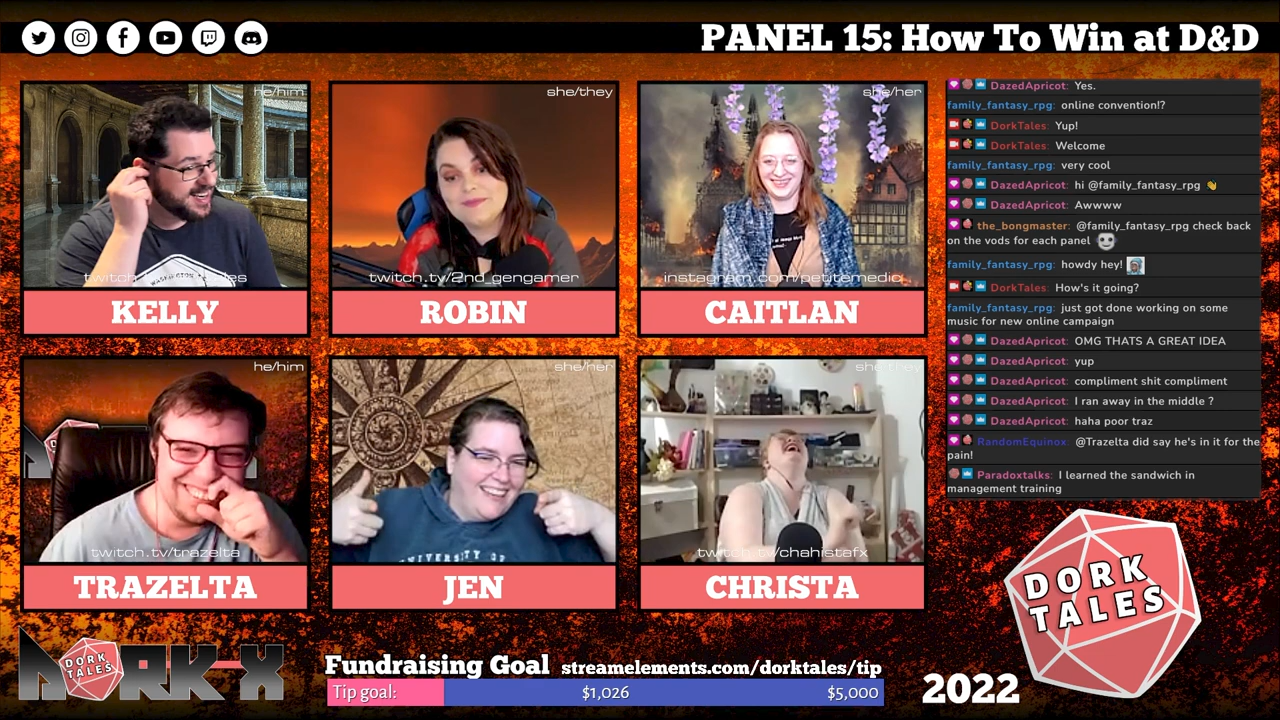 PANEL 15: How To Win at D&D
he/him
twitch
KELLY
she/they
twitch.tv/2nd_gengamer
ROBIN
she/her
instagram.com/petitemedic
CAITLAN
he/him
twitch.tv/trazelta
TRAZELTA
she/her
UNIVERSITY OF
JEN
she/they
twitch.tv/chahistafx
CHRISTA
DazedApricot: Yes.
family_fantasy_rpg: online convention!?
DorkTales: Yup!
DorkTales: Welcome
family_fantasy_rpg: very cool
DazedApricot: hi @family_fantasy_rpg 👋
DazedApricot: Awwww
the_bongmaster: @family_fantasy_rpg check back
on the vods for each panel
family_fantasy_rpg: howdy hey!
DorkTales: How's it going?
family_fantasy_rpg: just got done working on some
music for new online campaign
DazedApricot: OMG THATS A GREAT IDEA
DazedApricot: yup
DazedApricot: compliment shit compliment
DazedApricot: I ran away in the middle ?
DazedApricot: haha poor traz
RandomEquinox: @Trazelta did say he's in it for the
pain!
Paradoxtalks: I learned the sandwich in
management training
DORK
TALES
DORK-X
DORK
TALES
Fundraising Goal streamelements.com/dorktales/tip
Tip goal: $1,026 $5,000
2022